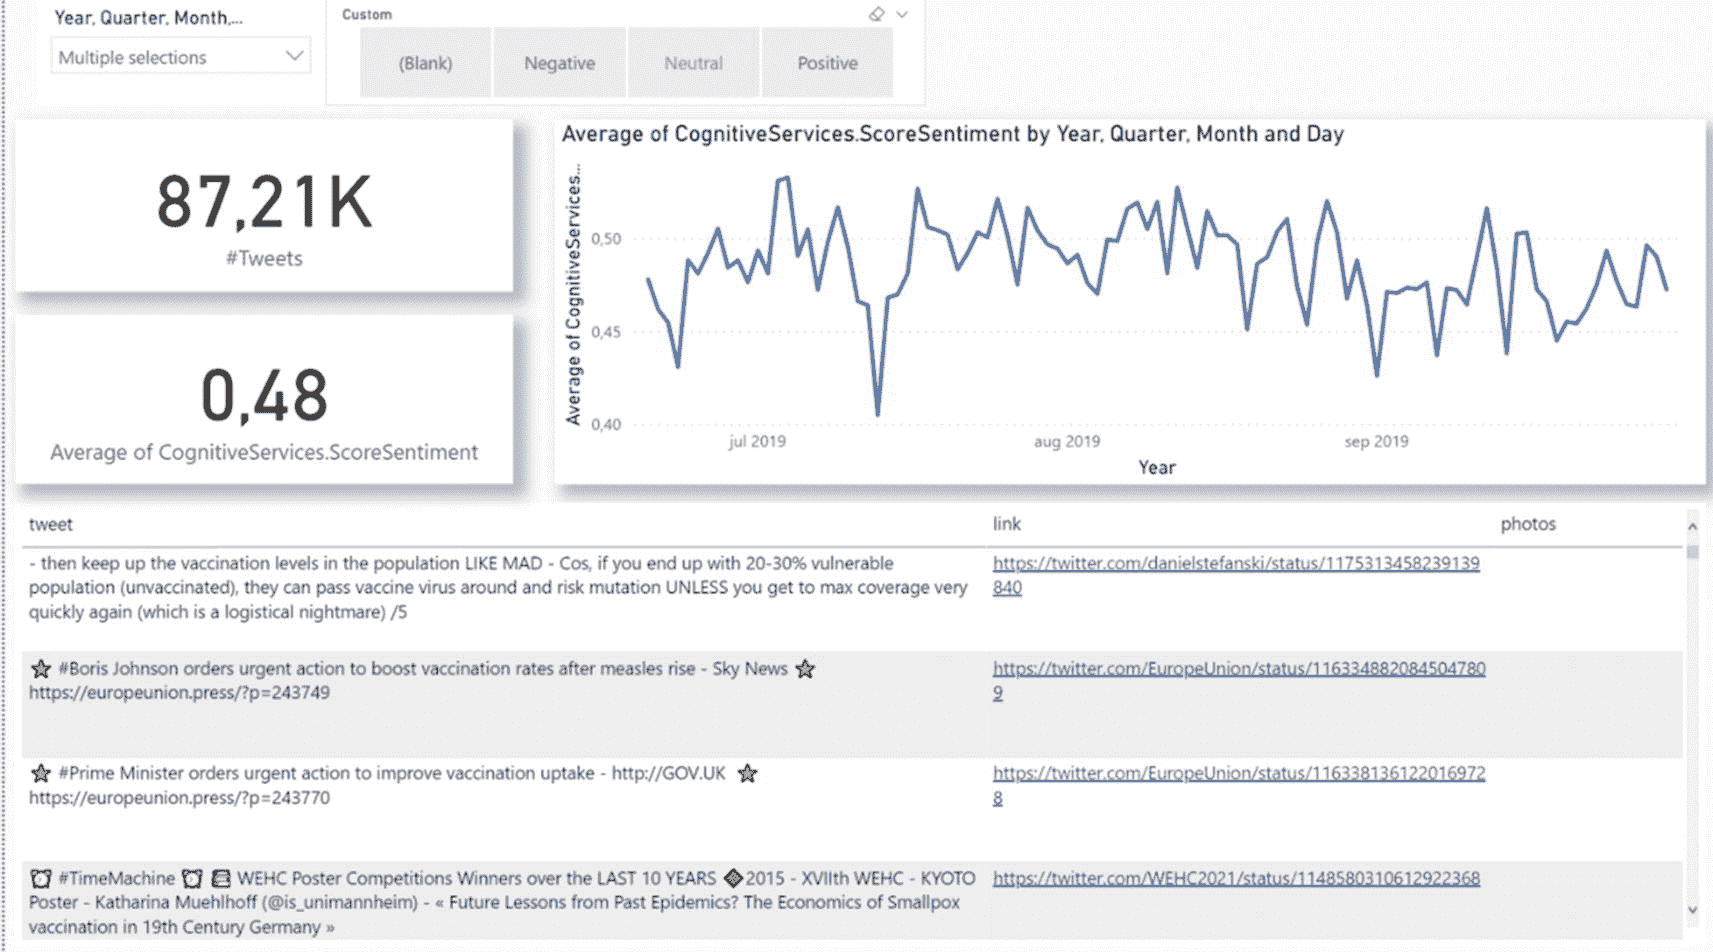 Year, Quarter, Month,...
Multiple selections
Custom
(Blank)
Negative
Neutral
Positive
87,21K
#Tweets
0,48
Average of CognitiveServices.ScoreSentiment
Average of CognitiveServices.ScoreSentiment by Year, Quarter, Month and Day
Average of CognitiveServices...
0,50
0,45
0,40
jul 2019
aug 2019
sep 2019
Year
tweet
link
photos
- then keep up the vaccination levels in the population LIKE MAD - Cos, if you end up with 20-30% vulnerable
population (unvaccinated), they can pass vaccine virus around and risk mutation UNLESS you get to max coverage very
quickly again (which is a logistical nightmare) /5
https://twitter.com/danielstefanski/status/1175313458239139
840
#Boris Johnson orders urgent action to boost vaccination rates after measles rise - Sky News
https://europeunion.press/?p=243749
https://twitter.com/EuropeUnion/status/116334882084504780
9
#Prime Minister orders urgent action to improve vaccination uptake - http://GOV.UK
https://europeunion.press/?p=243770
https://twitter.com/EuropeUnion/status/116338136122016972
8
#TimeMachine WEHC Poster Competitions Winners over the LAST 10 YEARS 2015 - XVIIth WEHC - KYOTO
Poster - Katharina Muehlhoff (@is_unimannheim) - « Future Lessons from Past Epidemics? The Economics of Smallpox
vaccination in 19th Century Germany »
https://twitter.com/WEHC2021/status/1148580310612922368